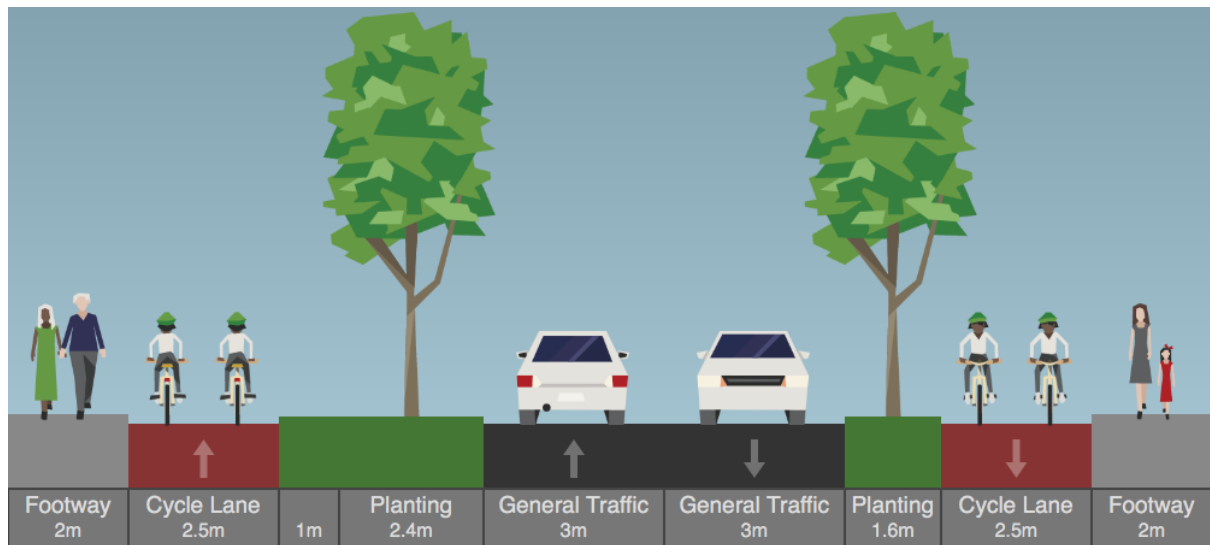 Footway
2m
Cycle Lane
2.5m
1m
Planting
2.4m
General Traffic
3m
General Traffic
3m
Planting
1.6m
Cycle Lane
2.5m
Footway
2m